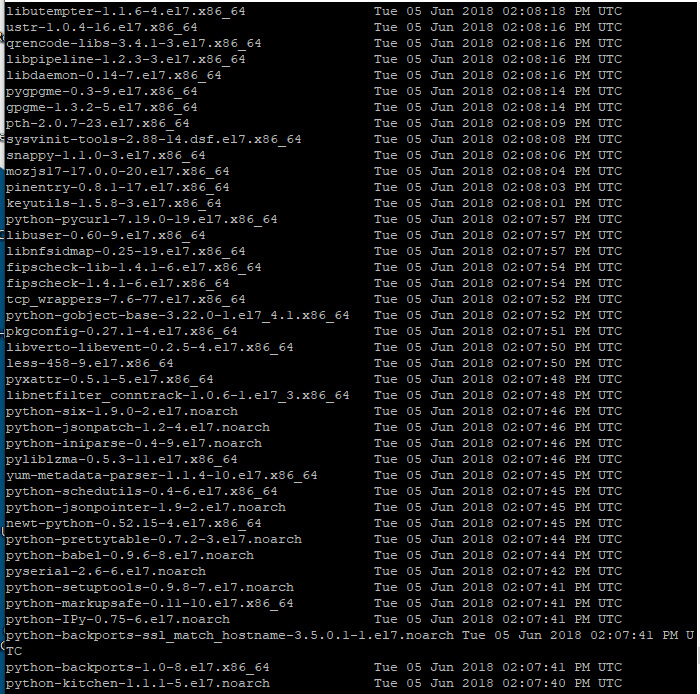 libutempter-1.1.6-4.el7.x86_64 Tue 05 Jun 2018 02:08:18 PM UTC
ustr-1.0.4-16.el7.x86_64 Tue 05 Jun 2018 02:08:16 PM UTC
qrencode-libs-3.4.1-3.el7.x86_64 Tue 05 Jun 2018 02:08:16 PM UTC
libpipeline-1.2.3-3.el7.x86_64 Tue 05 Jun 2018 02:08:16 PM UTC
libdaemon-0.14-7.el7.x86_64 Tue 05 Jun 2018 02:08:16 PM UTC
pygpgme-0.3-9.el7.x86_64 Tue 05 Jun 2018 02:08:14 PM UTC
gpgme-1.3.2-5.el7.x86_64 Tue 05 Jun 2018 02:08:14 PM UTC
pth-2.0.7-23.el7.x86_64 Tue 05 Jun 2018 02:08:09 PM UTC
sysvinit-tools-2.88-14.dsf.el7.x86_64 Tue 05 Jun 2018 02:08:08 PM UTC
snappy-1.1.0-3.el7.x86_64 Tue 05 Jun 2018 02:08:06 PM UTC
mozjs17-17.0.0-20.el7.x86_64 Tue 05 Jun 2018 02:08:04 PM UTC
pinentry-0.8.1-17.el7.x86_64 Tue 05 Jun 2018 02:08:03 PM UTC
keyutils-1.5.8-3.el7.x86_64 Tue 05 Jun 2018 02:08:01 PM UTC
python-pycurl-7.19.0-19.el7.x86_64 Tue 05 Jun 2018 02:07:57 PM UTC
libuser-0.60-9.el7.x86_64 Tue 05 Jun 2018 02:07:57 PM UTC
libnfsidmap-0.25-19.el7.x86_64 Tue 05 Jun 2018 02:07:57 PM UTC
fipscheck-lib-1.4.1-6.el7.x86_64 Tue 05 Jun 2018 02:07:54 PM UTC
fipscheck-1.4.1-6.el7.x86_64 Tue 05 Jun 2018 02:07:54 PM UTC
tcp_wrappers-7.6-77.el7.x86_64 Tue 05 Jun 2018 02:07:52 PM UTC
python-gobject-base-3.22.0-1.el7_4.1.x86_64 Tue 05 Jun 2018 02:07:52 PM UTC
pkgconfig-0.27.1-4.el7.x86_64 Tue 05 Jun 2018 02:07:51 PM UTC
libverto-libevent-0.2.5-4.el7.x86_64 Tue 05 Jun 2018 02:07:50 PM UTC
less-458-9.el7.x86_64 Tue 05 Jun 2018 02:07:50 PM UTC
pyxattr-0.5.1-5.el7.x86_64 Tue 05 Jun 2018 02:07:48 PM UTC
libnetfilter_conntrack-1.0.6-1.el7_3.x86_64 Tue 05 Jun 2018 02:07:48 PM UTC
python-six-1.9.0-2.el7.noarch Tue 05 Jun 2018 02:07:46 PM UTC
python-jsonpatch-1.2-4.el7.noarch Tue 05 Jun 2018 02:07:46 PM UTC
python-iniparse-0.4-9.el7.noarch Tue 05 Jun 2018 02:07:46 PM UTC
pyliblzma-0.5.3-11.el7.x86_64 Tue 05 Jun 2018 02:07:46 PM UTC
yum-metadata-parser-1.1.4-10.el7.x86_64 Tue 05 Jun 2018 02:07:45 PM UTC
python-schedutils-0.4-6.el7.x86_64 Tue 05 Jun 2018 02:07:45 PM UTC
python-jsonpointer-1.9-2.el7.noarch Tue 05 Jun 2018 02:07:45 PM UTC
newt-python-0.52.15-4.el7.x86_64 Tue 05 Jun 2018 02:07:45 PM UTC
python-prettytable-0.7.2-3.el7.noarch Tue 05 Jun 2018 02:07:44 PM UTC
python-babel-0.9.6-8.el7.noarch Tue 05 Jun 2018 02:07:44 PM UTC
pyserial-2.6-6.el7.noarch Tue 05 Jun 2018 02:07:42 PM UTC
python-setuptools-0.9.8-7.el7.noarch Tue 05 Jun 2018 02:07:41 PM UTC
python-markupsafe-0.11-10.el7.x86_64 Tue 05 Jun 2018 02:07:41 PM UTC
python-IPy-0.75-6.el7.noarch Tue 05 Jun 2018 02:07:41 PM UTC
python-backports-ssl_match_hostname-3.5.0.1-1.el7.noarch Tue 05 Jun 2018 02:07:41 PM U
TC
python-backports-1.0-8.el7.x86_64 Tue 05 Jun 2018 02:07:41 PM UTC
python-kitchen-1.1.1-5.el7.noarch Tue 05 Jun 2018 02:07:40 PM UTC